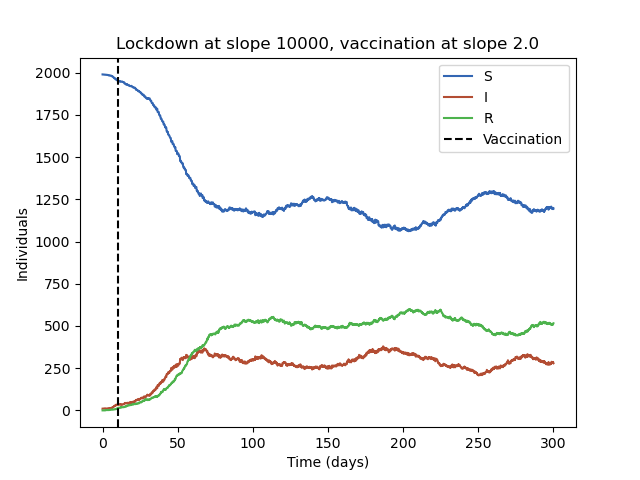 Lockdown at slope 10000, vaccination at slope 2.0
2000
1750
1500
1250
1000
750
500
250
0
Individuals
S
I
R
Vaccination
0 50 100 150 200 250 300
Time (days)